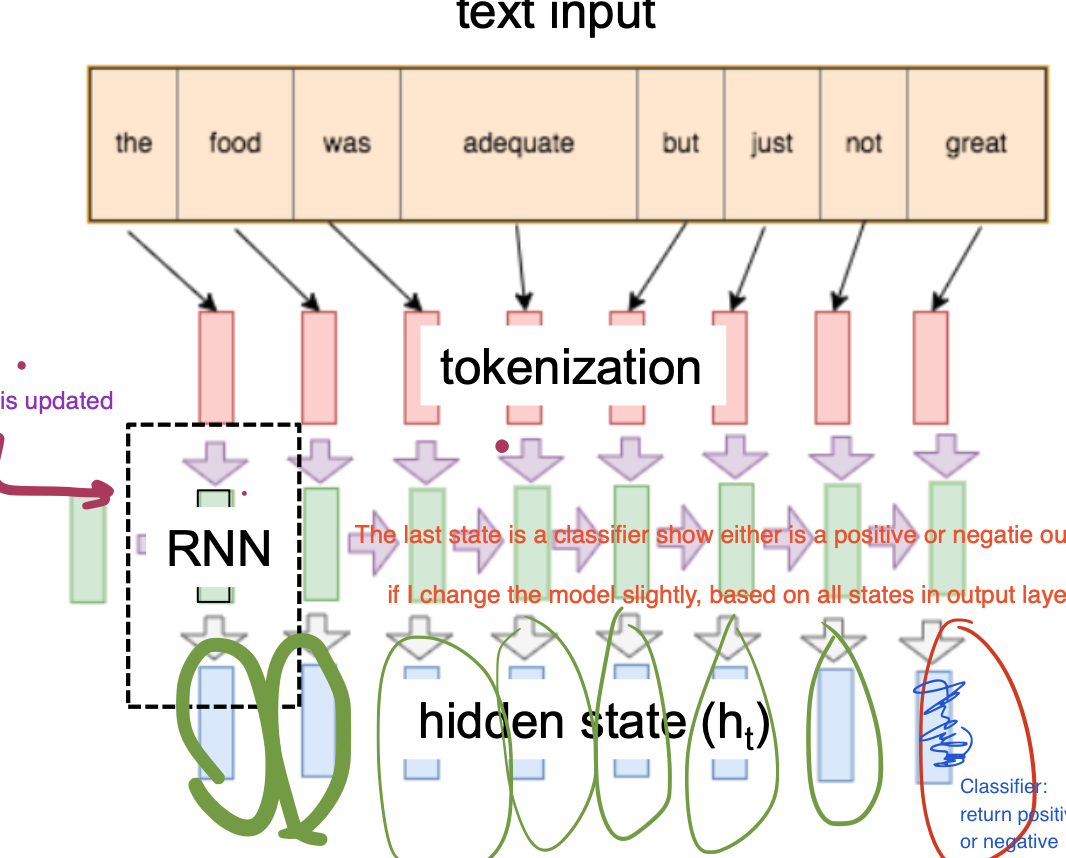 text input
the food was adequate but just not great
tokenization
is updated
RNN
The last state is a classifier show either is a positive or negatie ou
if I change the model slightly, based on all states in output laye
hidden state (hₜ)
Classifier:
return positiv
or negative